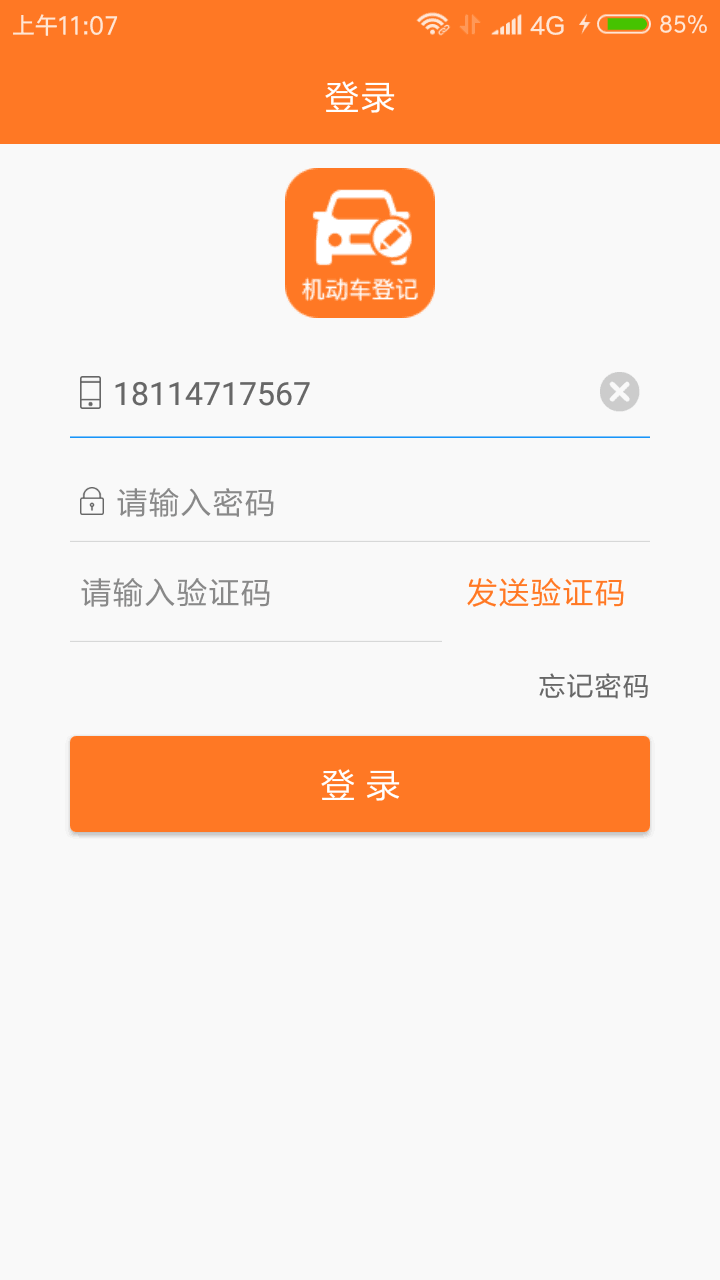 上午11:07 4G 85%
登录
机动车登记
18114717567
请输入密码
请输入验证码 发送验证码
忘记密码
登 录